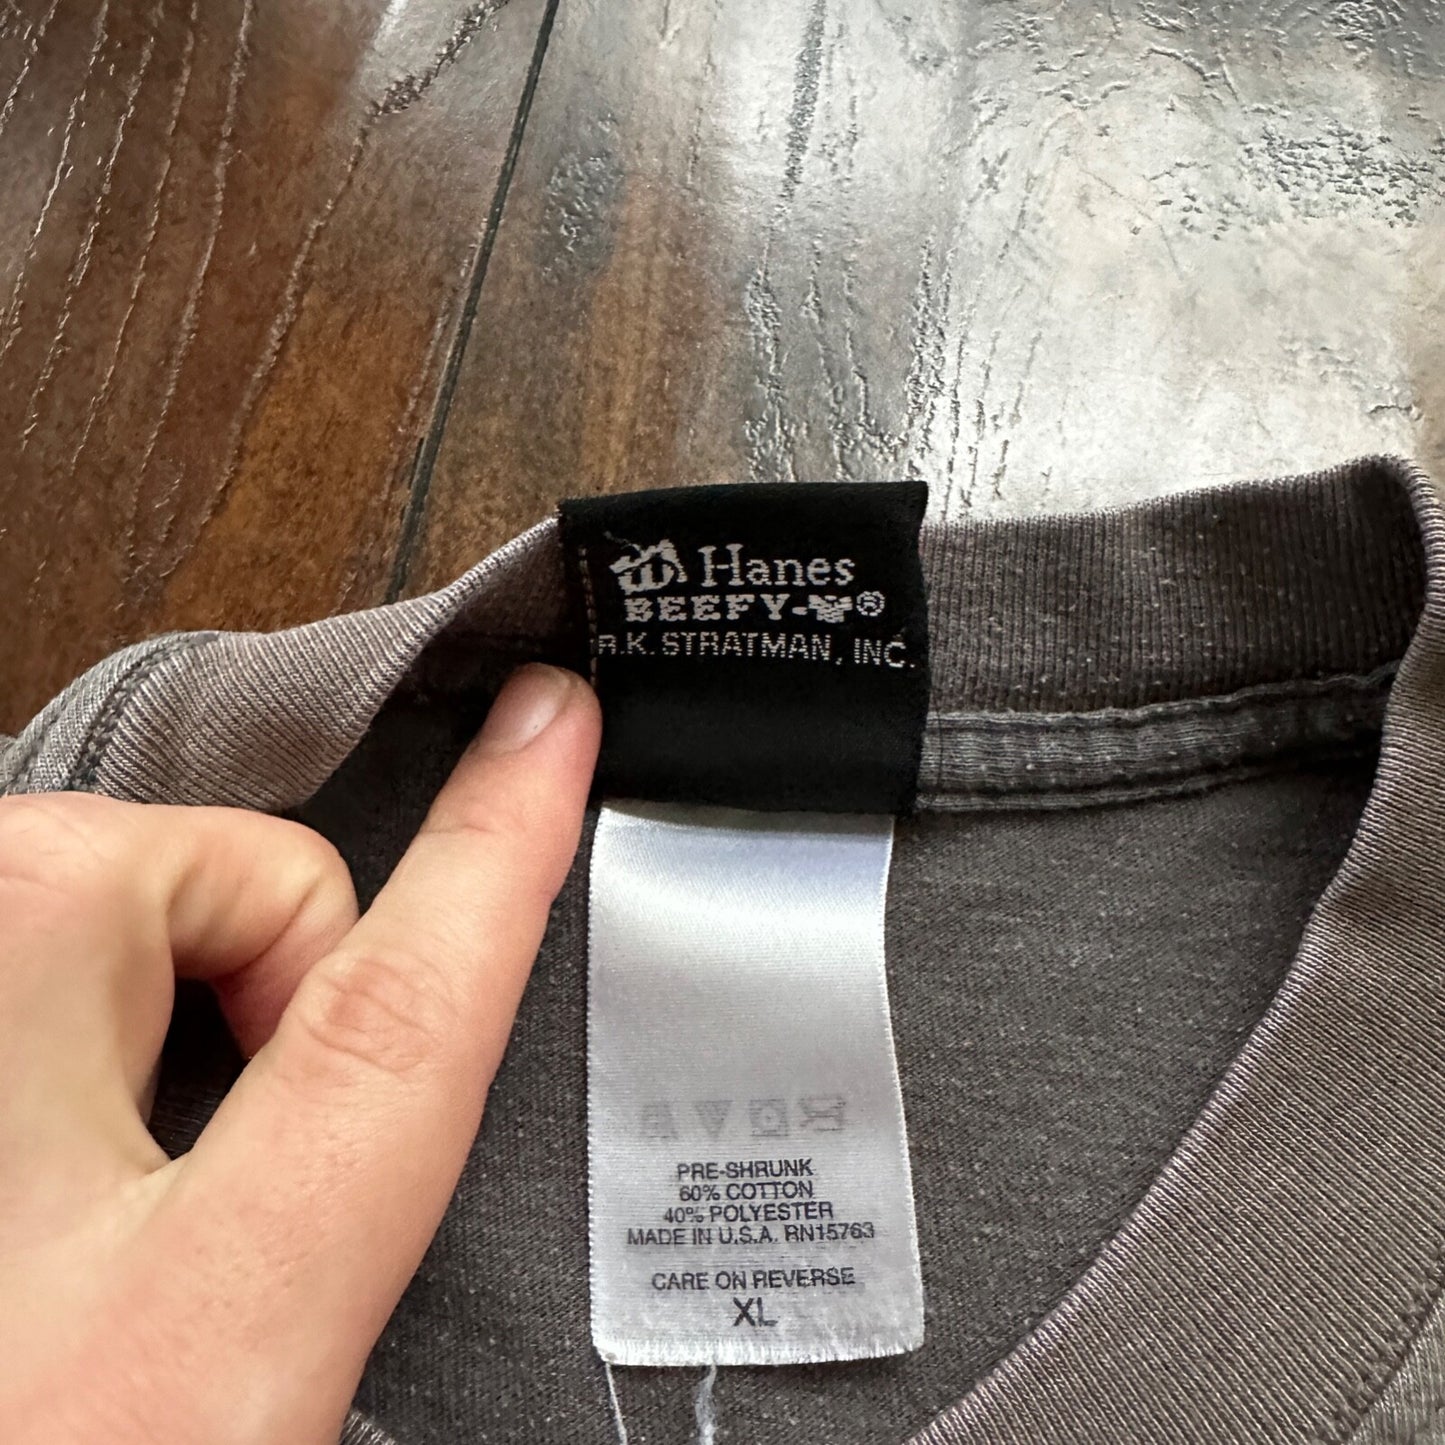 Hanes
BEEFY-T®
R.K. STRATMAN, INC.
PRE-SHRUNK
60% COTTON
40% POLYESTER
MADE IN U.S.A. RN15763
CARE ON REVERSE
XL